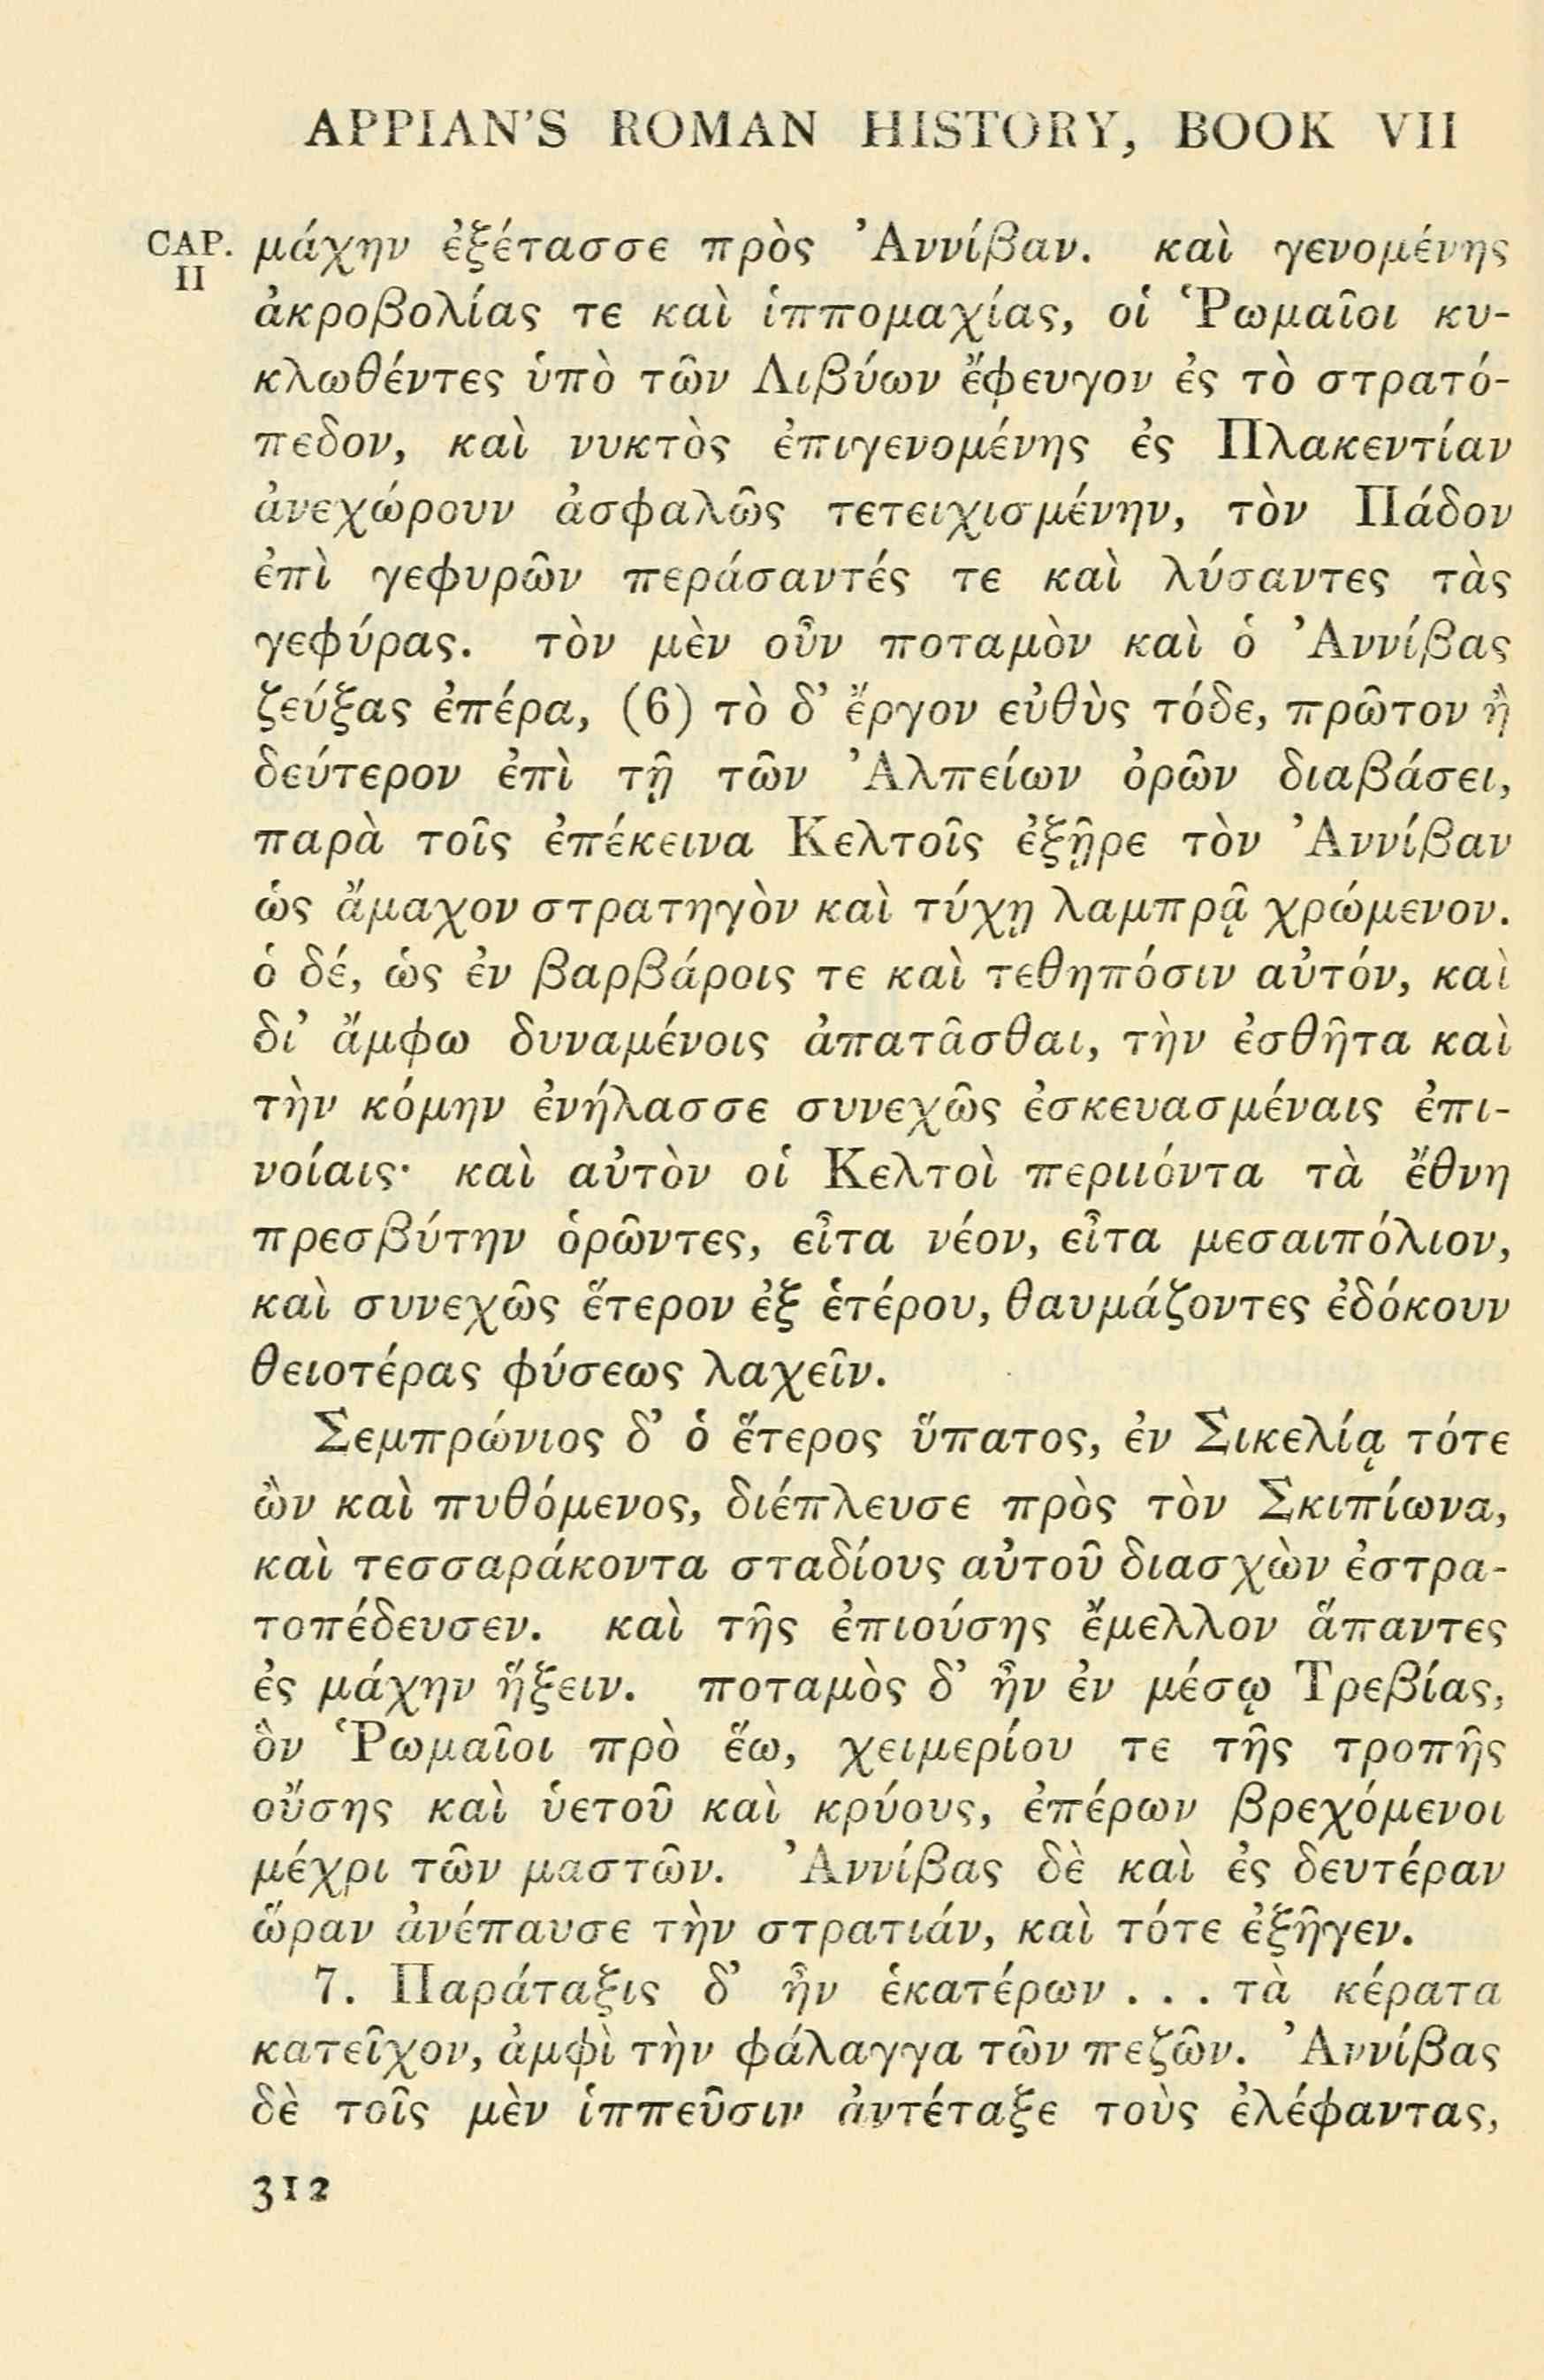 APPIAN'S ROMAN HISTORY, BOOK VII
CAP. II
μάχην ἐξέτασσε πρὸς Ἀννίβαν. καὶ γενομένης
ἀκροβολίας τε καὶ ἱππομαχίας, οἱ Ῥωμαῖοι κυ-
κλωθέντες ὑπὸ τῶν Λιβύων ἔφευγον ἐς τὸ στρατό-
πεδον, καὶ νυκτὸς ἐπιγενομένης ἐς Πλακεντίαν
ἀνεχώρουν ἀσφαλῶς τετειχισμένην, τὸν Πάδον
ἐπὶ γεφυρῶν περάσαντές τε καὶ λύσαντες τὰς
γεφύρας. τὸν μὲν οὖν ποταμὸν καὶ ὁ Ἀννίβας
ζεύξας ἐπέρα, (6) τὸ δ’ ἔργον εὐθὺς τόδε, πρῶτον ἢ
δεύτερον ἐπὶ τῇ τῶν Ἀλπείων ὀρῶν διαβάσει,
παρὰ τοῖς ἐπέκεινα Κελτοῖς ἐξῇρε τὸν Ἀννίβαν
ὡς ἄμαχον στρατηγὸν καὶ τύχῃ λαμπρᾷ χρώμενον.
ὁ δέ, ὡς ἐν βαρβάροις τε καὶ τεθηπόσιν αὐτόν, καὶ
δι’ ἄμφω δυναμένοις ἀπατᾶσθαι, τὴν ἐσθῆτα καὶ
τὴν κόμην ἐνήλασσε συνεχῶς ἐσκευασμέναις ἐπι-
νοίαις· καὶ αὐτὸν οἱ Κελτοὶ περιιόντα τὰ ἔθνη
πρεσβύτην ὁρῶντες, εἶτα νέον, εἶτα μεσαιπόλιον,
καὶ συνεχῶς ἕτερον ἐξ ἑτέρου, θαυμάζοντες ἐδόκουν
θειοτέρας φύσεως λαχεῖν.
Σεμπρώνιος δ’ ὁ ἕτερος ὕπατος, ἐν Σικελίᾳ τότε
ὢν καὶ πυθόμενος, διέπλευσε πρὸς τὸν Σκιπίωνα,
καὶ τεσσαράκοντα σταδίους αὐτοῦ διασχὼν ἐστρα-
τοπέδευσεν. καὶ τῆς ἐπιούσης ἔμελλον ἅπαντες
ἐς μάχην ἥξειν. ποταμὸς δ’ ἦν ἐν μέσῳ Τρεβίας,
ὃν Ῥωμαῖοι πρὸ ἕω, χειμερίου τε τῆς τροπῆς
οὔσης καὶ ὑετοῦ καὶ κρύους, ἐπέρων βρεχόμενοι
μέχρι τῶν μαστῶν. Ἀννίβας δὲ καὶ ἐς δευτέραν
ὥραν ἀνέπαυσε τὴν στρατιάν, καὶ τότε ἐξῆγεν.
7. Παράταξις δ’ ἦν ἑκατέρων . . . τὰ κέρατα
κατεῖχον, ἀμφὶ τὴν φάλαγγα τῶν πεζῶν. Ἀννίβας
δὲ τοῖς μὲν ἱππεῦσιν ἀντέταξε τοὺς ἐλέφαντας,
312